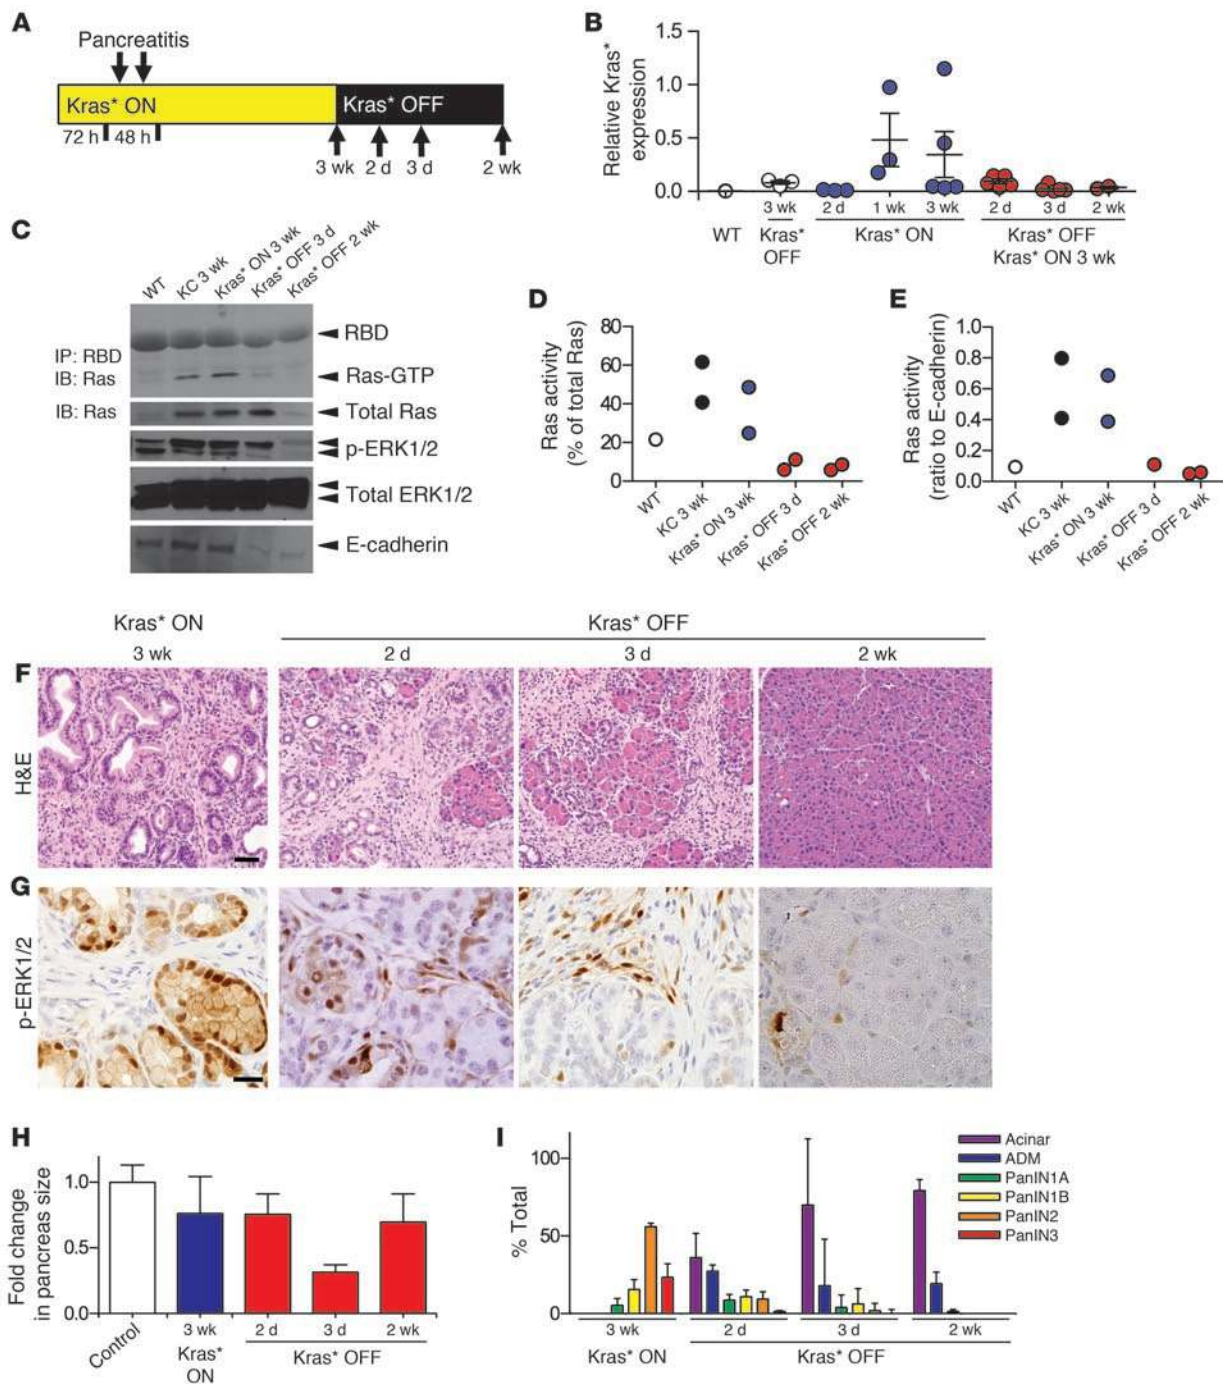 A
Pancreatitis
Kras* ON
Kras* OFF
72 h
48 h
3 wk
2 d
3 d
2 wk
B
Relative Kras*
expression
1.5
1.0
0.5
0.0
3 wk
2 d
1 wk
3 wk
2 d
3 d
2 wk
WT
Kras*
OFF
Kras* ON
Kras* OFF
Kras* ON 3 wk
C
WT
KC 3 wk
Kras* ON 3 wk
Kras* OFF 3 d
Kras* OFF 2 wk
IP: RBD
IB: Ras
IB: Ras
RBD
Ras-GTP
Total Ras
p-ERK1/2
Total ERK1/2
E-cadherin
D
Ras activity
(% of total Ras)
80
60
40
20
0
WT
KC 3 wk
Kras* ON 3 wk
Kras* OFF 3 d
Kras* OFF 2 wk
E
Ras activity
(ratio to E-cadherin)
1.0
0.8
0.6
0.4
0.2
0.0
WT
KC 3 wk
Kras* ON 3 wk
Kras* OFF 3 d
Kras* OFF 2 wk
Kras* ON
Kras* OFF
3 wk
2 d
3 d
2 wk
F
H&E
G
p-ERK1/2
H
Fold change
in pancreas size
1.0
0.5
0.0
Control
3 wk
2 d
3 d
2 wk
Kras*
ON
Kras* OFF
I
% Total
100
50
0
Acinar
ADM
PanIN1A
PanIN1B
PanIN2
PanIN3
3 wk
2 d
3 d
2 wk
Kras* ON
Kras* OFF